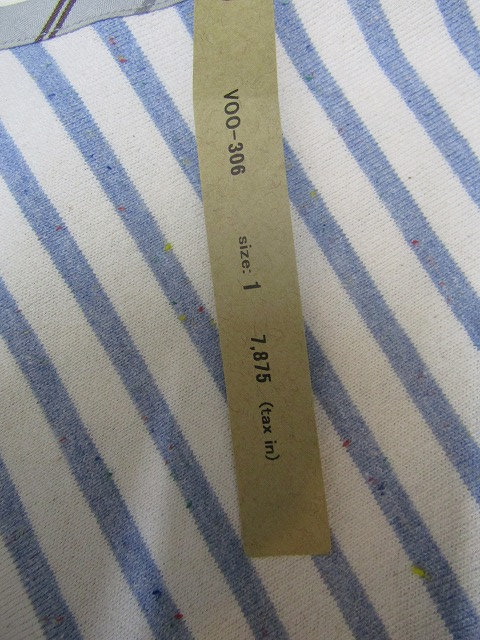 VOO-306
size: 1
7,875 (tax in)